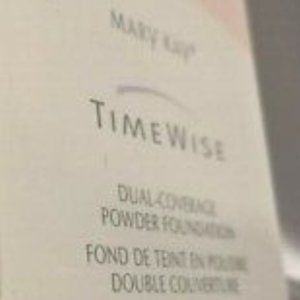 MARY KAY®
TIMEWISE
DUAL-COVERAGE
POWDER FOUNDATION
FOND DE TEINT EN POUDRE
DOUBLE COUVERTURE